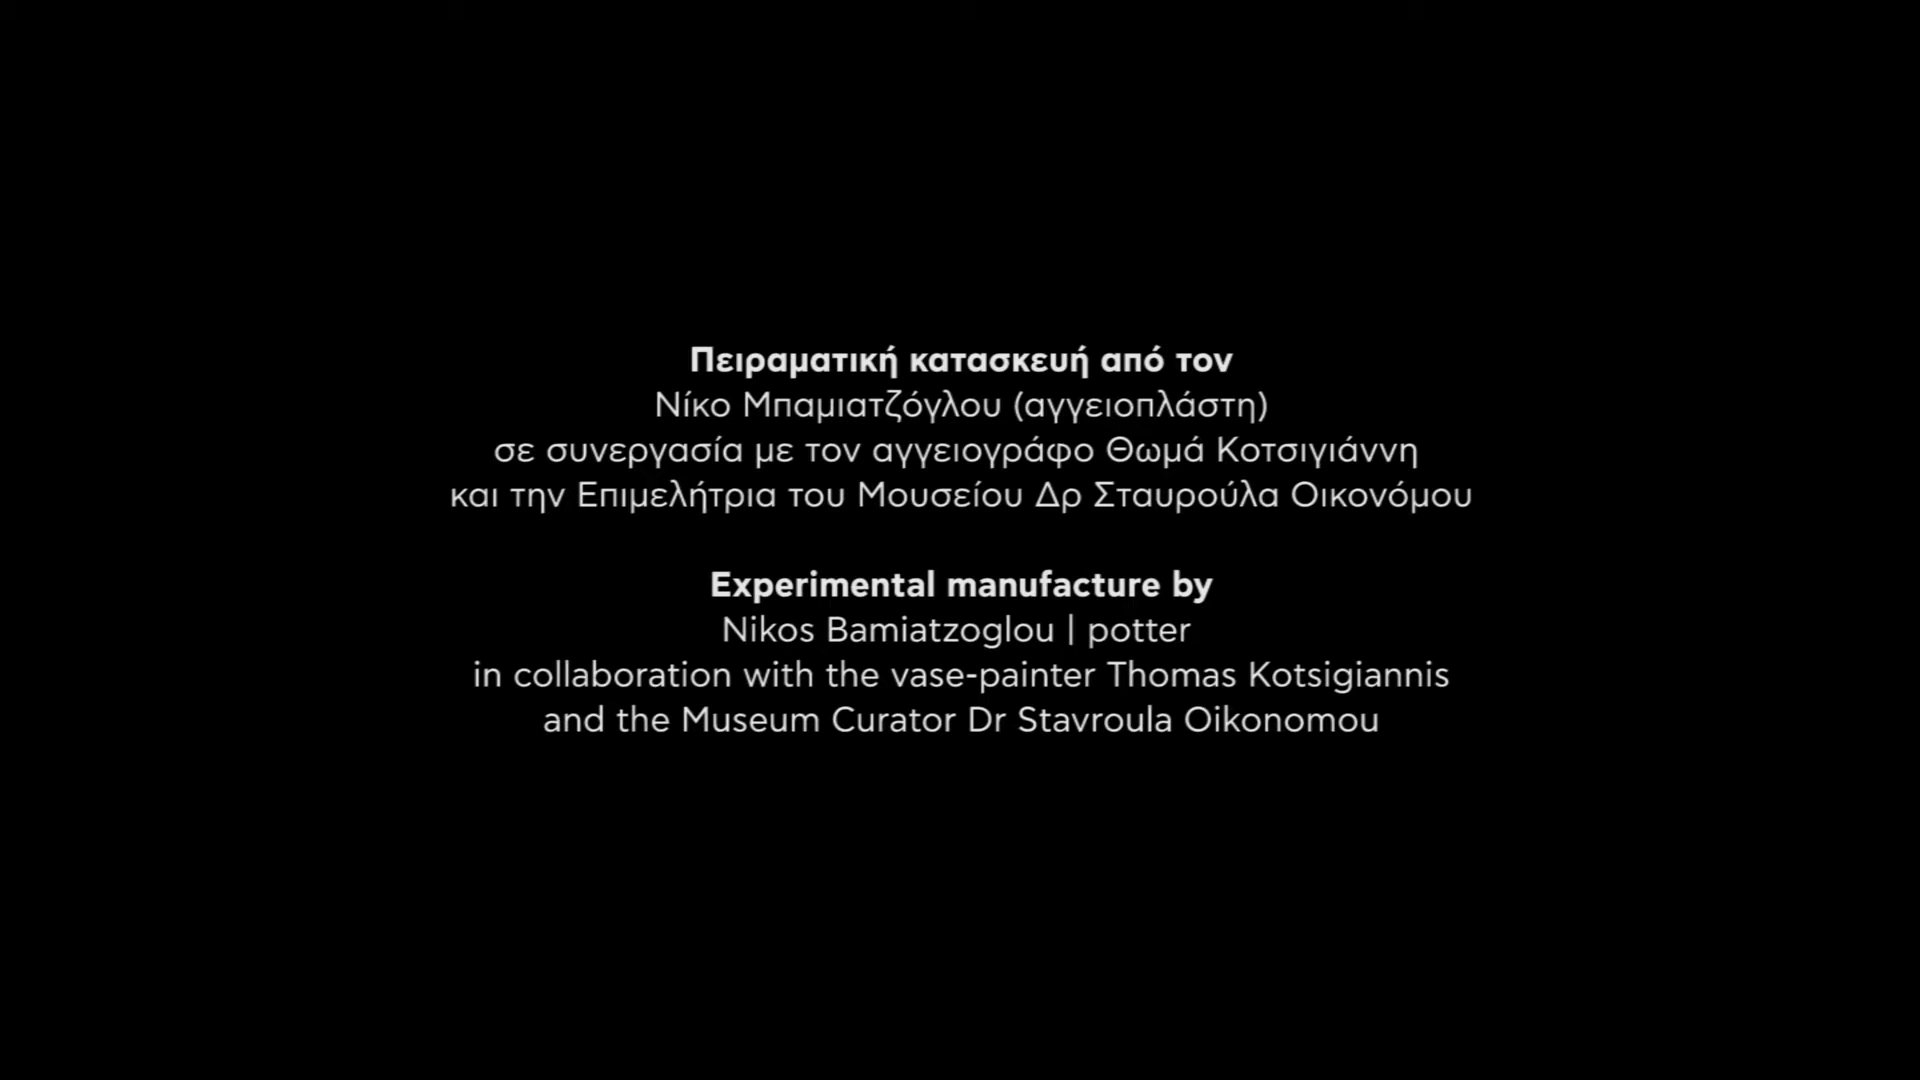 Πειραματική κατασκευή από τον
Νίκο Μπαμιατζόγλου (αγγειοπλάστη)
σε συνεργασία με τον αγγειογράφο Θωμά Κοτσιγιάννη
και την Επιμελήτρια του Μουσείου Δρ Σταυρούλα Οικονόμου
Experimental manufacture by
Nikos Bamiatzoglou | potter
in collaboration with the vase-painter Thomas Kotsigiannis
and the Museum Curator Dr Stavroula Oikonomou